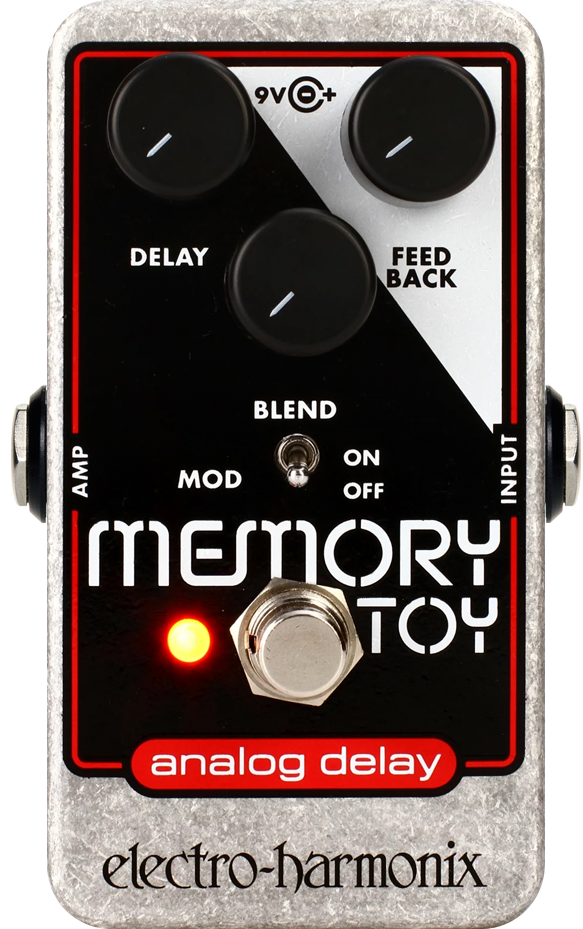 9V +
DELAY
FEED
BACK
BLEND
MOD
ON
OFF
AMP
INPUT
MEMORY
TOY
analog delay
electro-harmonix